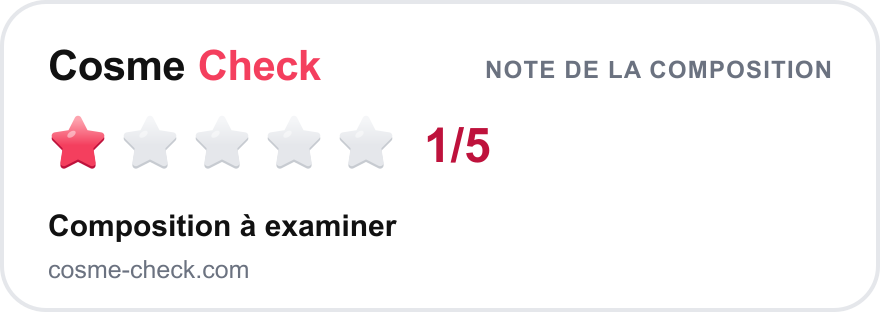 Cosme Check
NOTE DE LA COMPOSITION
1/5
Composition à examiner
cosme-check.com